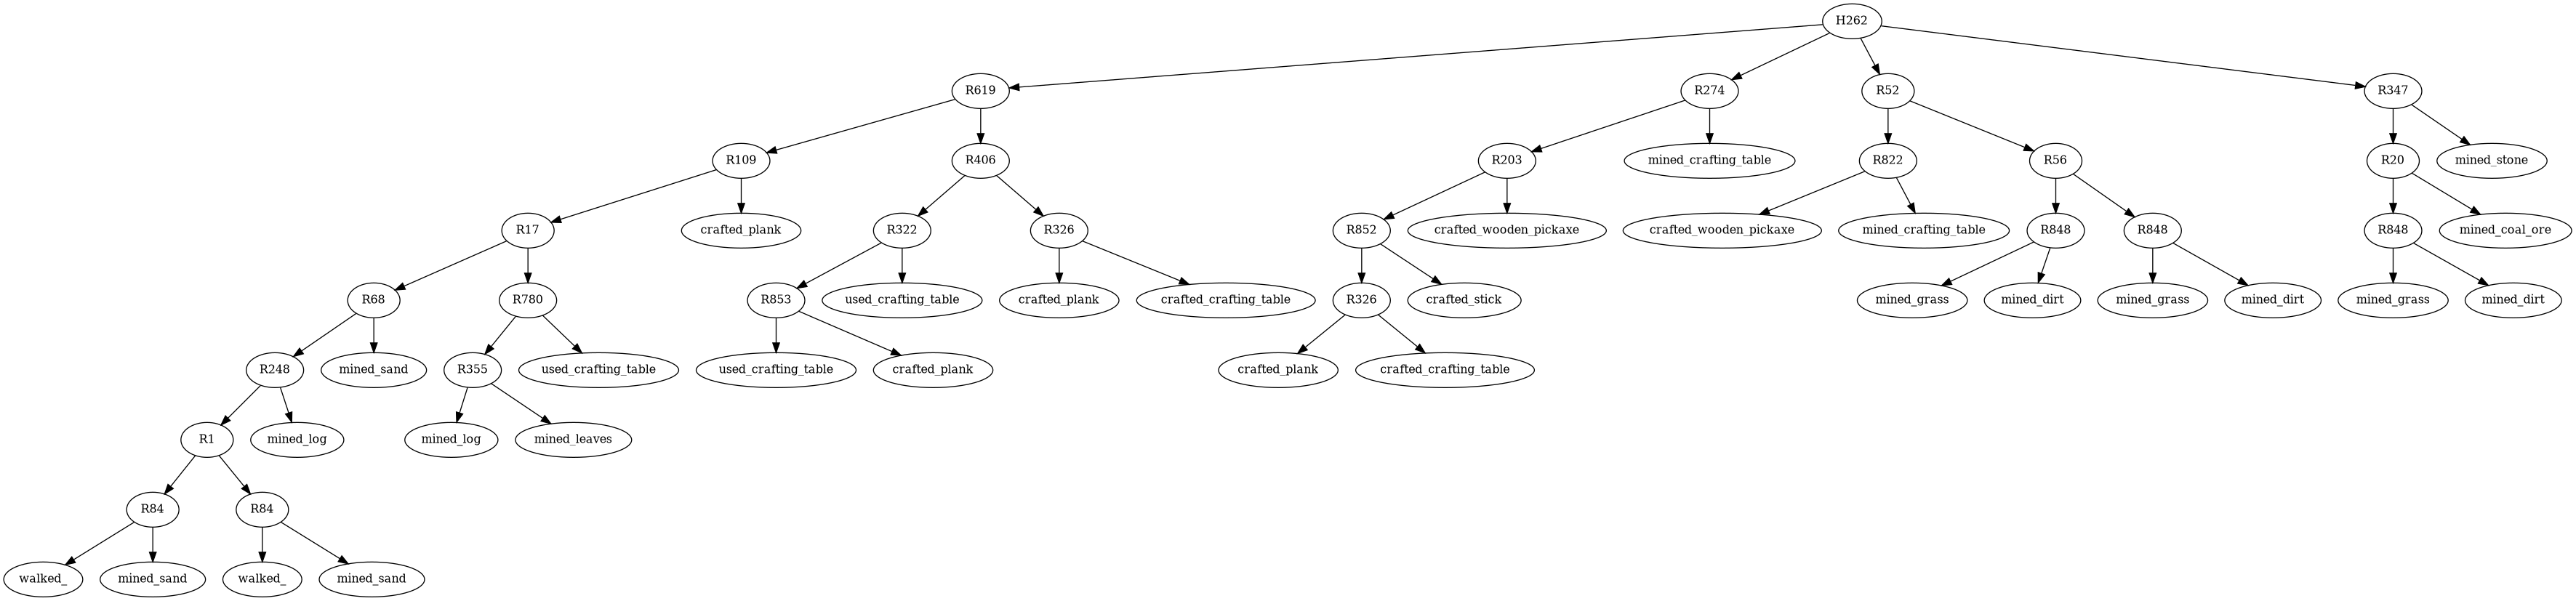 H262
R619
R274
R52
R347
R109
R406
R203
mined_crafting_table
R822
R56
R20
mined_stone
R17
crafted_plank
R322
R326
R852
crafted_wooden_pickaxe
crafted_wooden_pickaxe
mined_crafting_table
R848
R848
R848
mined_coal_ore
R68
R780
R853
used_crafting_table
crafted_plank
crafted_crafting_table
R326
crafted_stick
mined_grass
mined_dirt
mined_grass
mined_dirt
mined_grass
mined_dirt
R248
mined_sand
R355
used_crafting_table
used_crafting_table
crafted_plank
crafted_plank
crafted_crafting_table
R1
mined_log
mined_log
mined_leaves
R84
R84
walked_
mined_sand
walked_
mined_sand